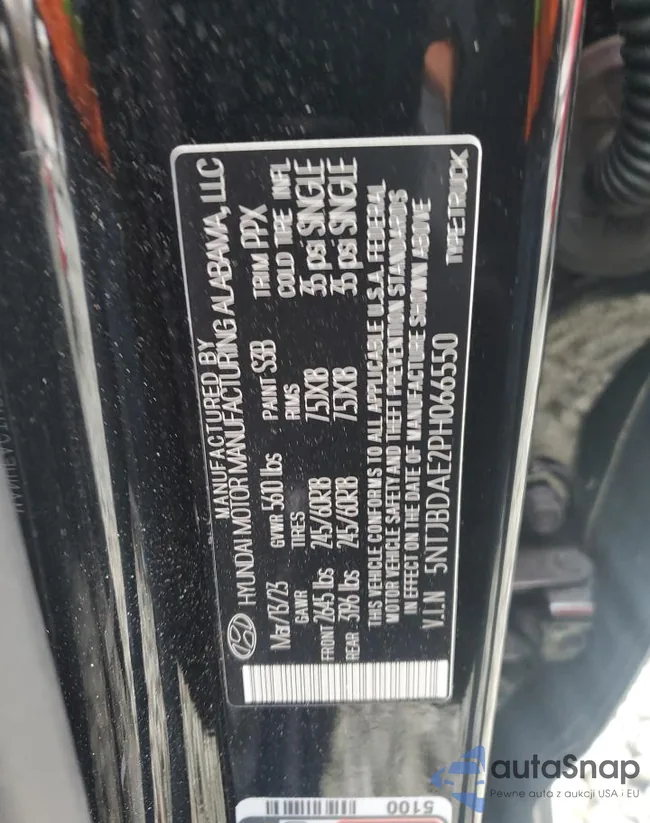 MANUFACTURED BY
HYUNDAI MOTOR MANUFACTURING ALABAMA, LLC
Mar/13/23 GVWR 5610 lbs PAINT S3B TRIM PPX
GAWR TIRES RIMS COLD TIRE INFL
FRONT 2645 lbs 245/60R18 7.5JX18 35 psi SINGLE
REAR 3196 lbs 245/60R18 7.5JX18 35 psi SINGLE
THIS VEHICLE CONFORMS TO ALL APPLICABLE U.S.A. FEDERAL
MOTOR VEHICLE SAFETY AND THEFT PREVENTION STANDARDS
IN EFFECT ON THE DATE OF MANUFACTURE SHOWN ABOVE
V.I.N 5NTJBDAE2PH066550 TYPE:TRUCK
5100
autoSnap
Pewne auta z aukcji USA i EU